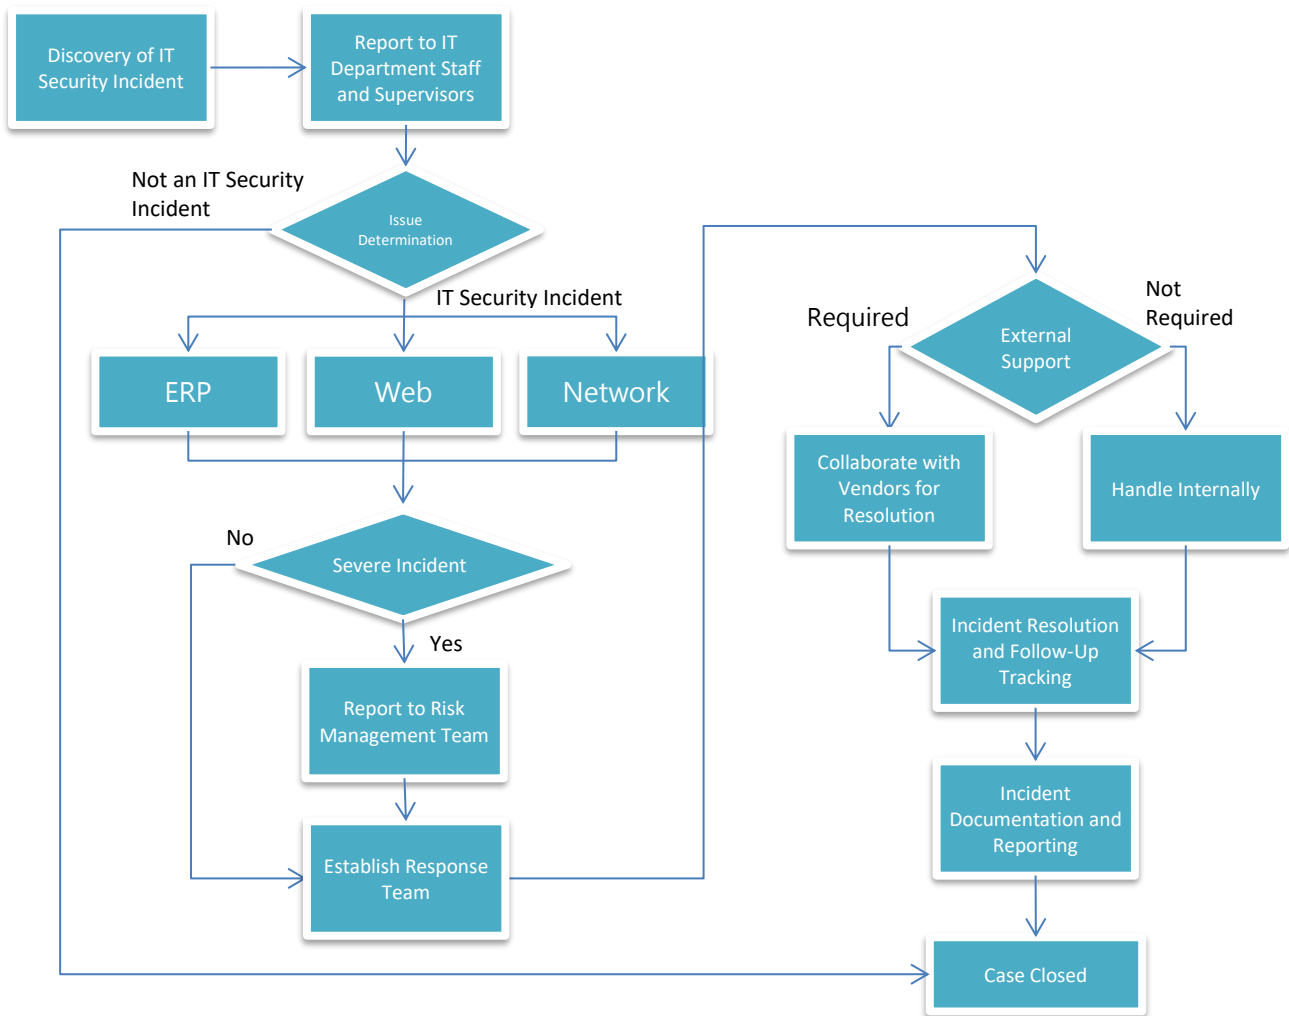 Discovery of IT
Security Incident
Report to IT
Department Staff
and Supervisors
Not an IT Security
Incident
Issue
Determination
IT Security Incident
ERP
Web
Network
No
Severe Incident
Yes
Report to Risk
Management Team
Establish Response
Team
Required
External
Support
Not
Required
Collaborate with
Vendors for
Resolution
Handle Internally
Incident Resolution
and Follow-Up
Tracking
Incident
Documentation and
Reporting
Case Closed